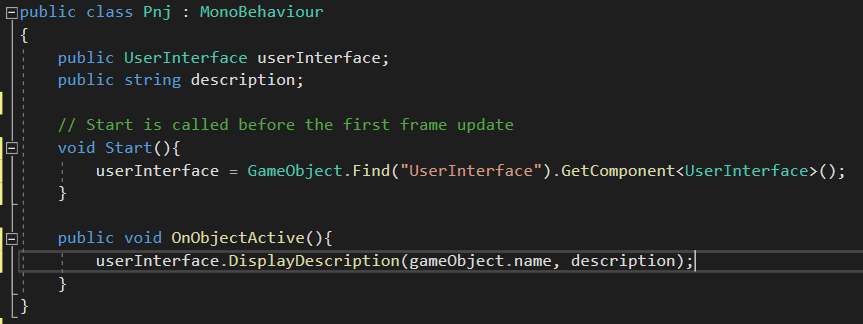 public class Pnj : MonoBehaviour
{
public UserInterface userInterface;
public string description;
// Start is called before the first frame update
void Start(){
userInterface = GameObject.Find("UserInterface").GetComponent<UserInterface>();
}
public void OnObjectActive(){
userInterface.DisplayDescription(gameObject.name, description);
}
}